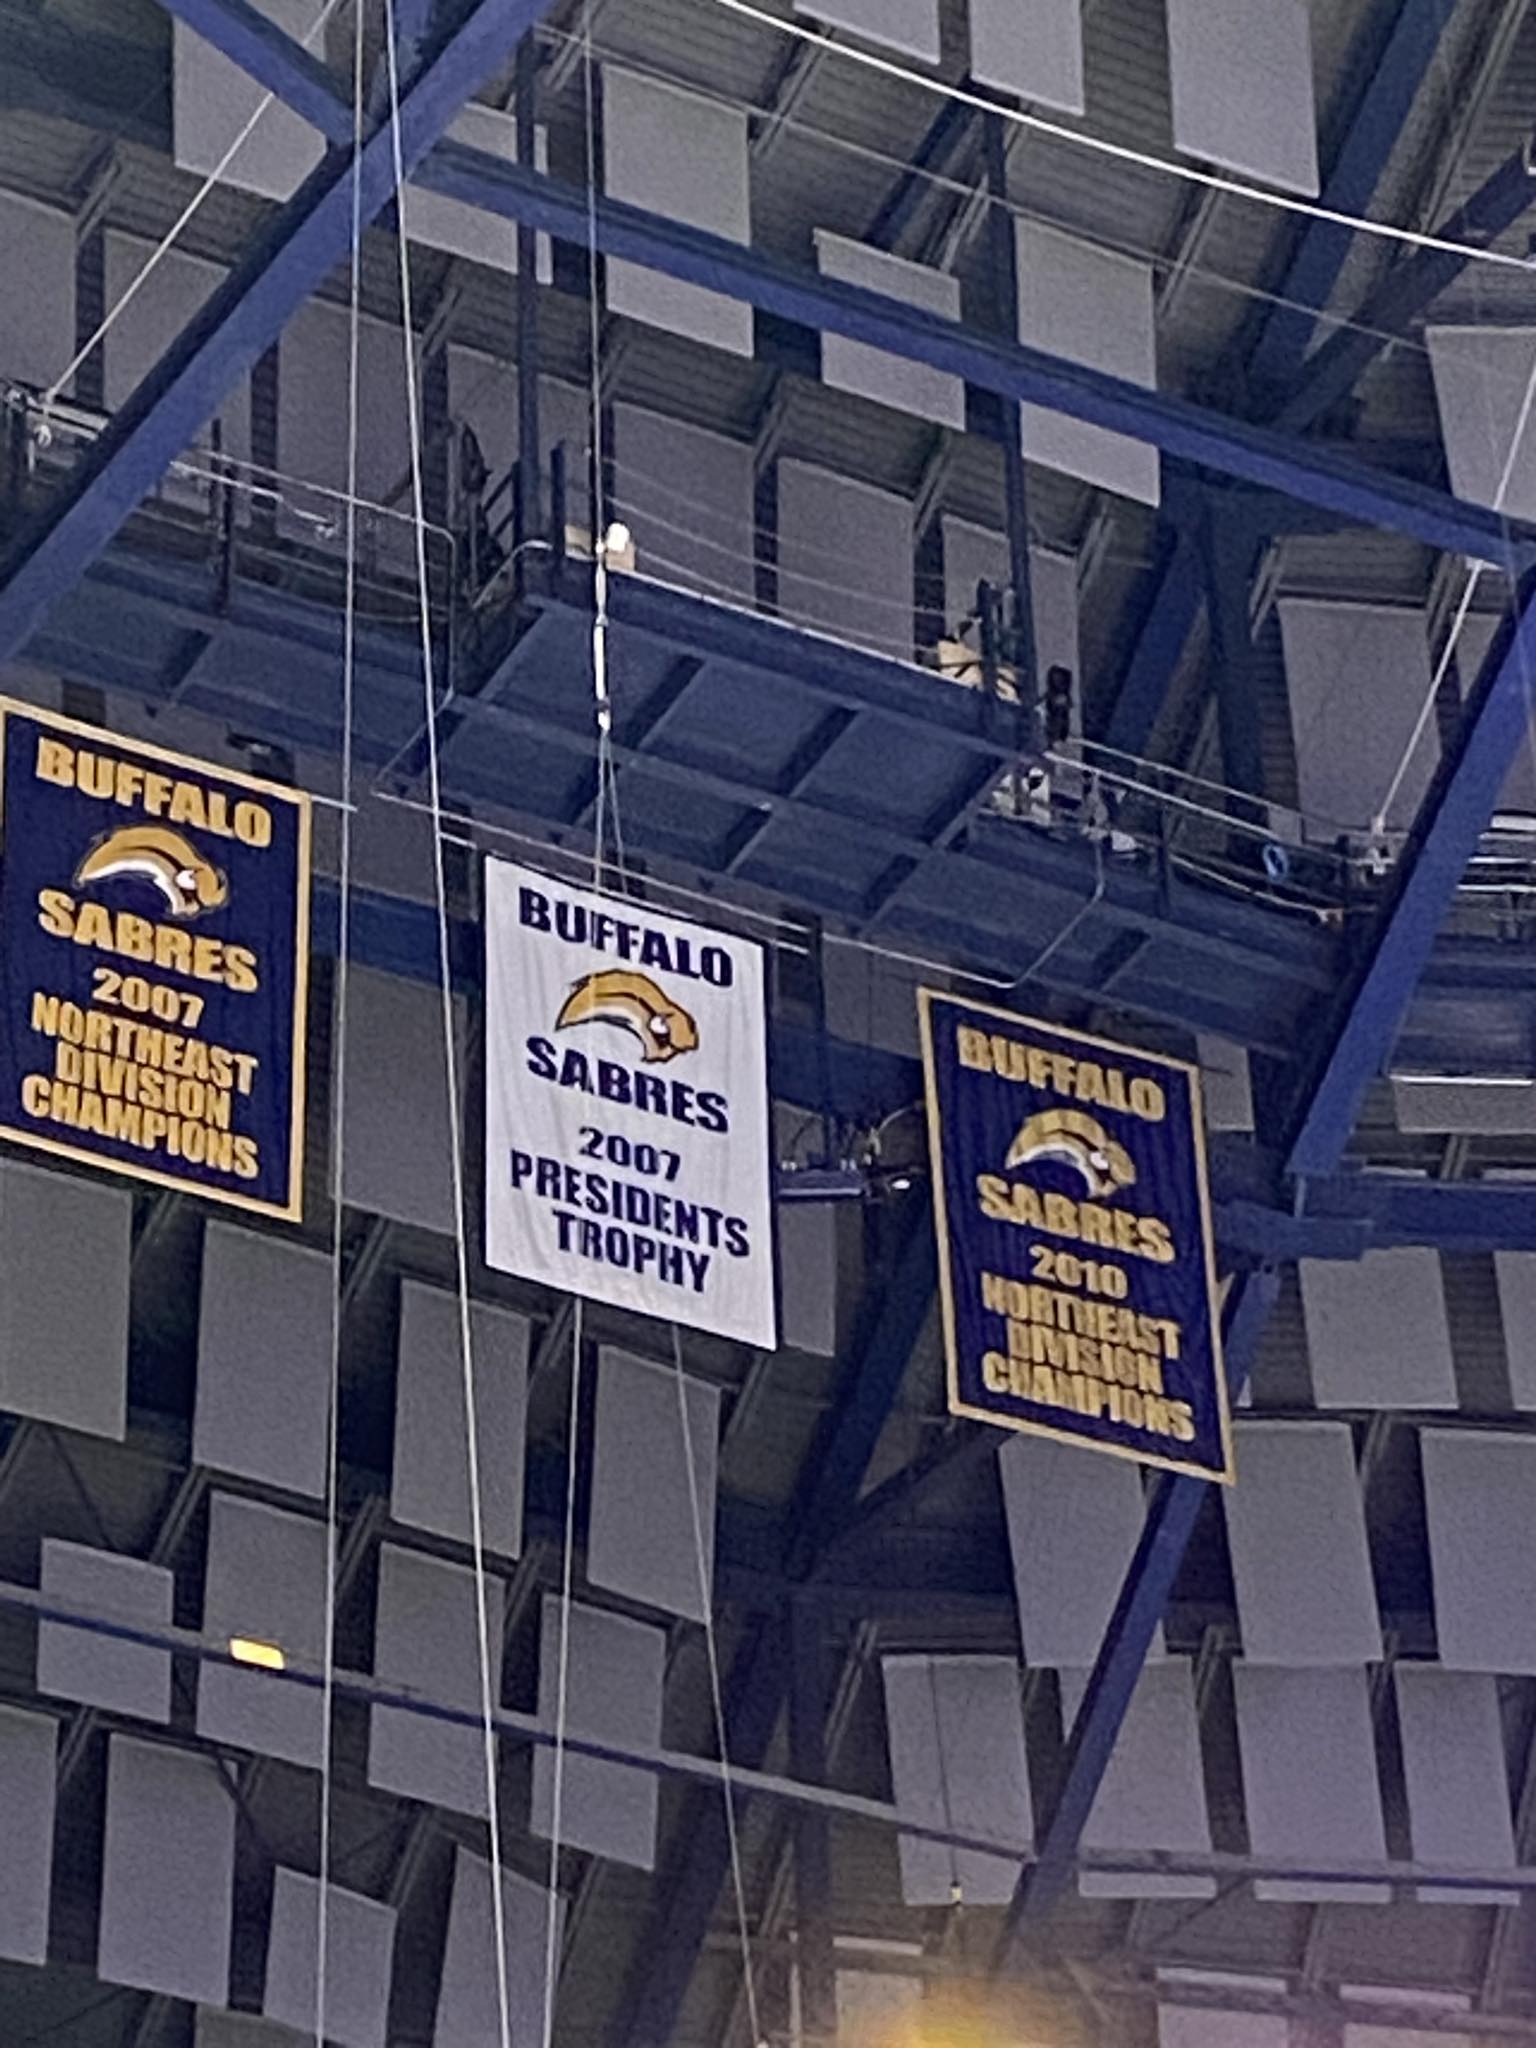 BUFFALO
SABRES
2007
NORTHEAST
DIVISION
CHAMPIONS
BUFFALO
SABRES
2007
PRESIDENTS
TROPHY
BUFFALO
SABRES
2010
NORTHEAST
DIVISION
CHAMPIONS